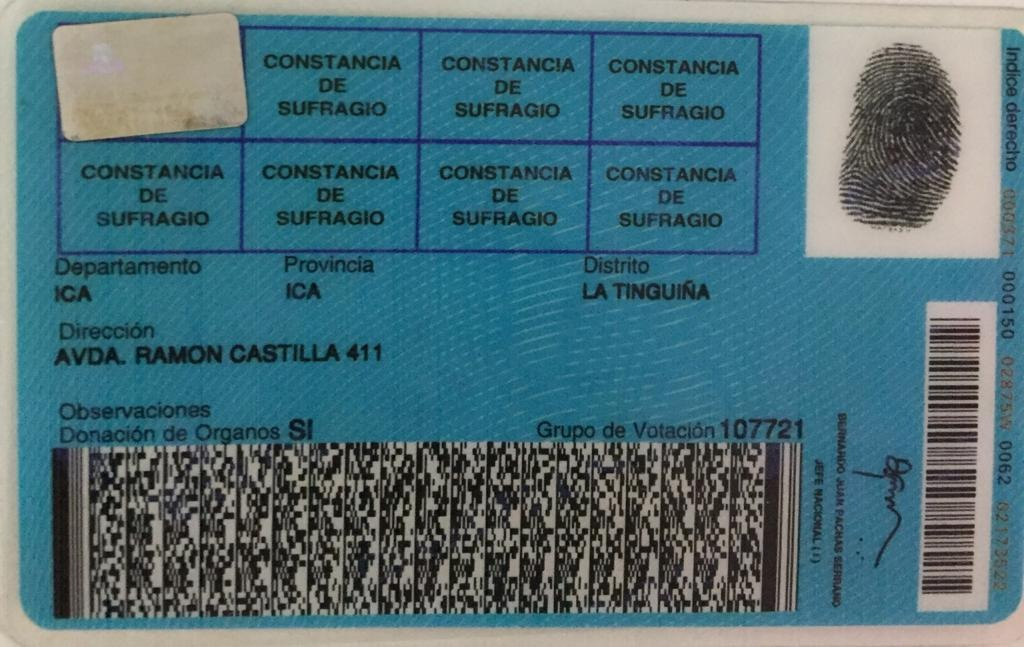 CONSTANCIA DE SUFRAGIO
CONSTANCIA DE SUFRAGIO
CONSTANCIA DE SUFRAGIO
CONSTANCIA DE SUFRAGIO
CONSTANCIA DE SUFRAGIO
CONSTANCIA DE SUFRAGIO
CONSTANCIA DE SUFRAGIO
Departamento Provincia Distrito
ICA ICA LA TINGUIÑA
Dirección
AVDA. RAMON CASTILLA 411
Observaciones
Donación de Organos SI Grupo de Votación 107721
BERNARDO JUAN PACHAS SERRANO
JEFE NACIONAL
Indice derecho 000150 0062